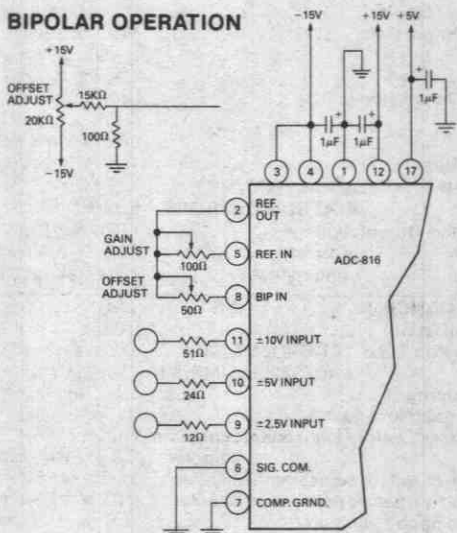 BIPOLAR OPERATION
-15V
+15V
+5V
+15V
OFFSET
ADJUST
20KΩ
15KΩ
100Ω
-15V
+
1µF
+
1µF
+
1µF
3
4
1
12
17
2
REF.
OUT
GAIN
ADJUST
100Ω
5
REF. IN
ADC-816
OFFSET
ADJUST
50Ω
8
BIP IN
51Ω
11
±10V INPUT
24Ω
10
±5V INPUT
12Ω
9
±2.5V INPUT
6
SIG. COM.
7
COMP. GRND.